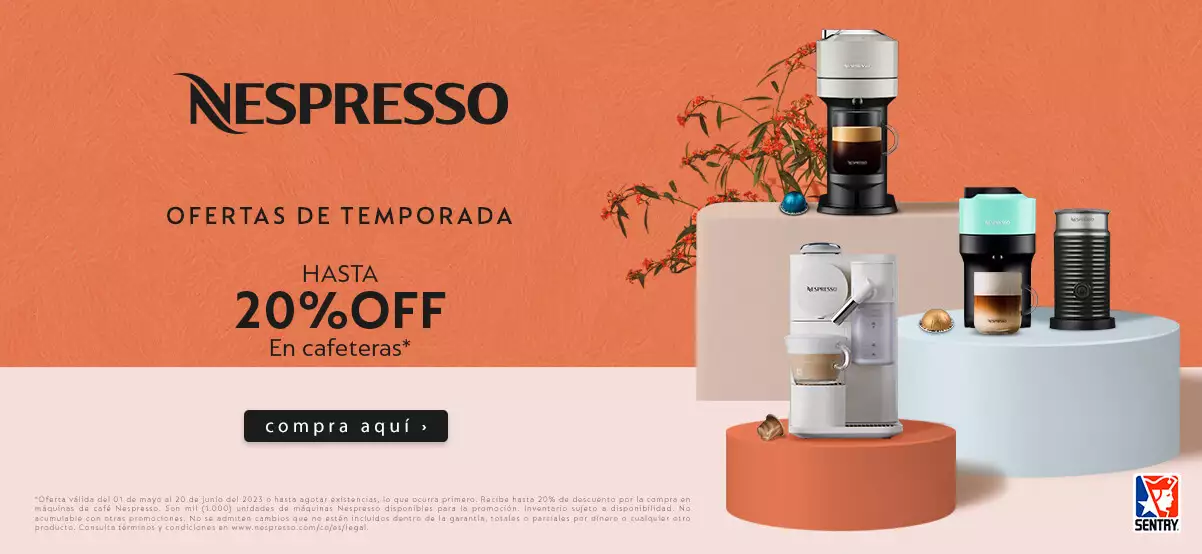 NESPRESSO
OFERTAS DE TEMPORADA
HASTA
20%OFF
En cafeteras*
compra aquí ›
*Oferta válida del 01 de mayo al 20 de junio del 2023 o hasta agotar existencias, lo que ocurra primero. Recibe hasta 20% de descuento por la compra en
máquinas de café Nespresso. Son mil (1.000) unidades de máquinas Nespresso disponibles para la promoción. Inventario sujeto a disponibilidad. No
acumulable con otras promociones. No se admiten cambios que no estén incluidos dentro de la garantía, totales o parciales por dinero o cualquier otro
producto. Consulta términos y condiciones en www.nespresso.com/co/es/legal.
NESPRESSO
NESPRESSO
NESPRESSO
NESPRESSO
SENTRY